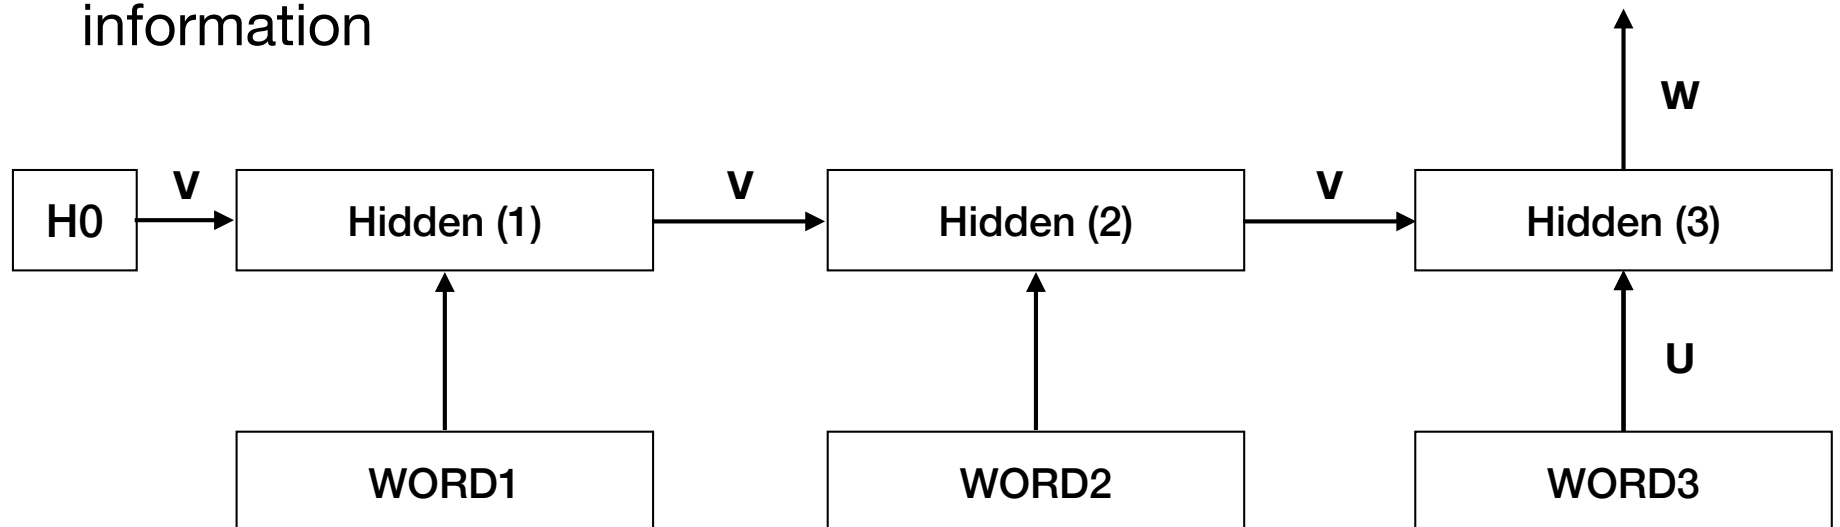 information
W
V
V
V
H0
Hidden (1)
Hidden (2)
Hidden (3)
U
WORD1
WORD2
WORD3